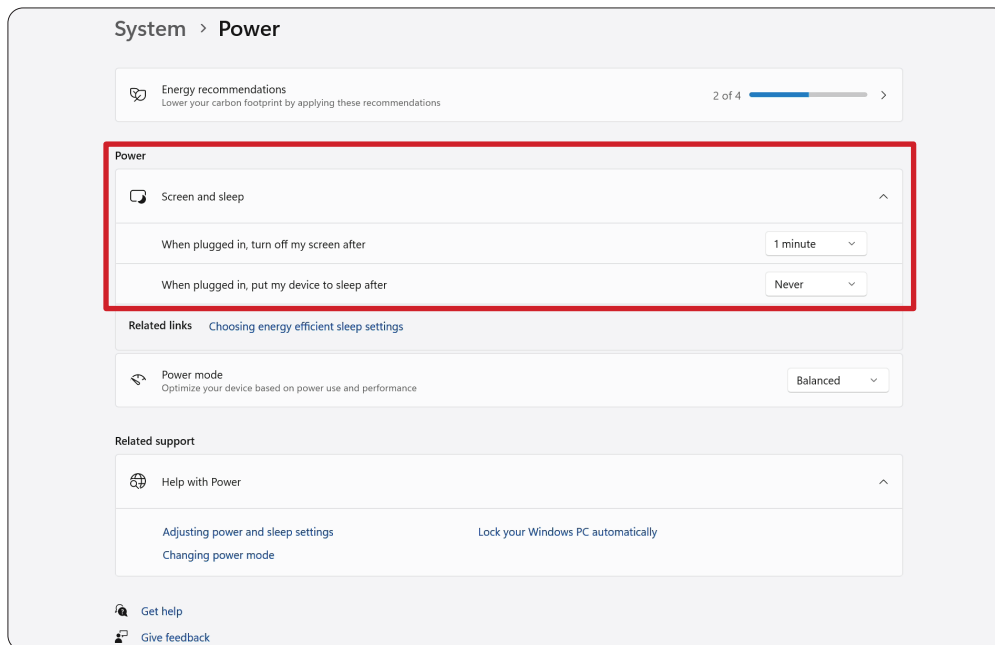 System > Power
Energy recommendations
Lower your carbon footprint by applying these recommendations
2 of 4
Power
Screen and sleep
When plugged in, turn off my screen after
1 minute
When plugged in, put my device to sleep after
Never
Related links Choosing energy efficient sleep settings
Power mode
Optimize your device based on power use and performance
Balanced
Related support
Help with Power
Adjusting power and sleep settings
Lock your Windows PC automatically
Changing power mode
Get help
Give feedback